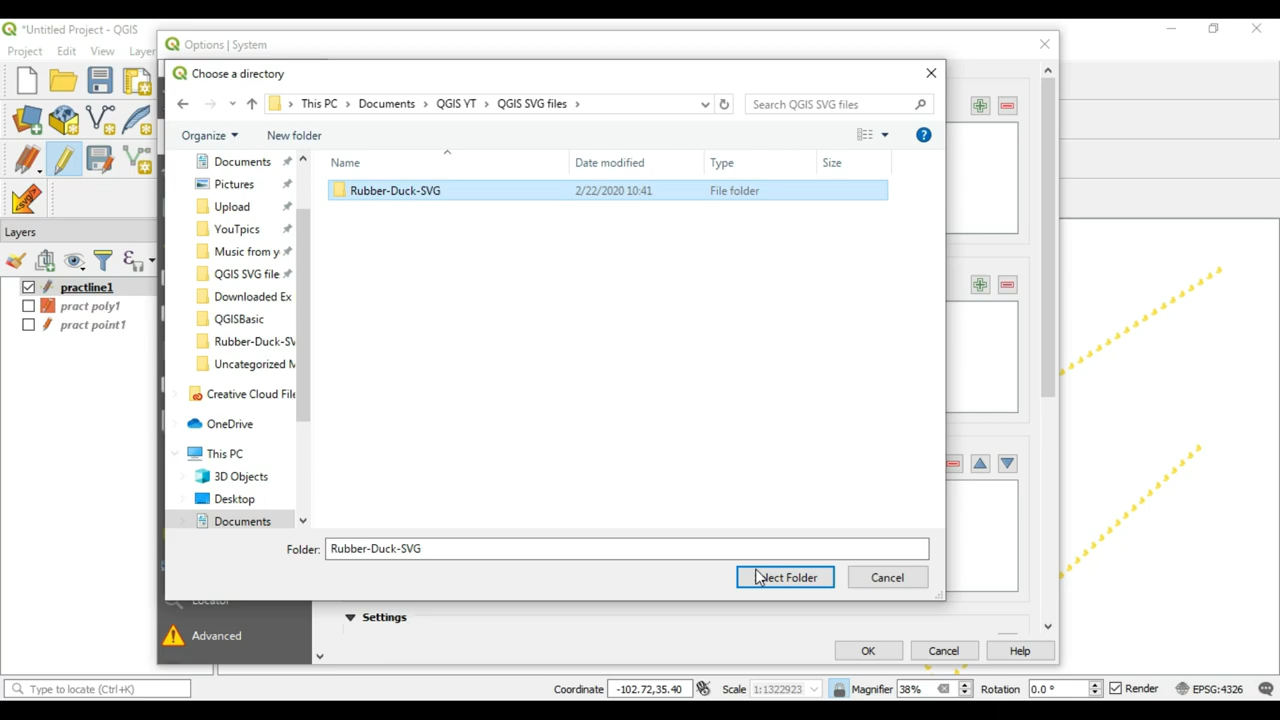 *Untitled Project - QGIS
Project Edit View Layer
Options | System
Choose a directory
This PC > Documents > QGIS YT > QGIS SVG files >
Search QGIS SVG files
Organize
New folder
Documents
Pictures
Upload
YouTpics
Music from y
QGIS SVG file
Downloaded Ex
QGISBasic
Rubber-Duck-SV
Uncategorized M
Creative Cloud File
OneDrive
This PC
3D Objects
Desktop
Documents
Name Date modified Type Size
Rubber-Duck-SVG 2/22/2020 10:41 File folder
Folder: Rubber-Duck-SVG
Select Folder Cancel
Layers
practline1
pract poly1
pract point1
Locator
Advanced
Settings
OK Cancel Help
Type to locate (Ctrl+K)
Coordinate -102.72,35.40 Scale 1:1322923 Magnifier 38% Rotation 0.0 ° Render EPSG:4326